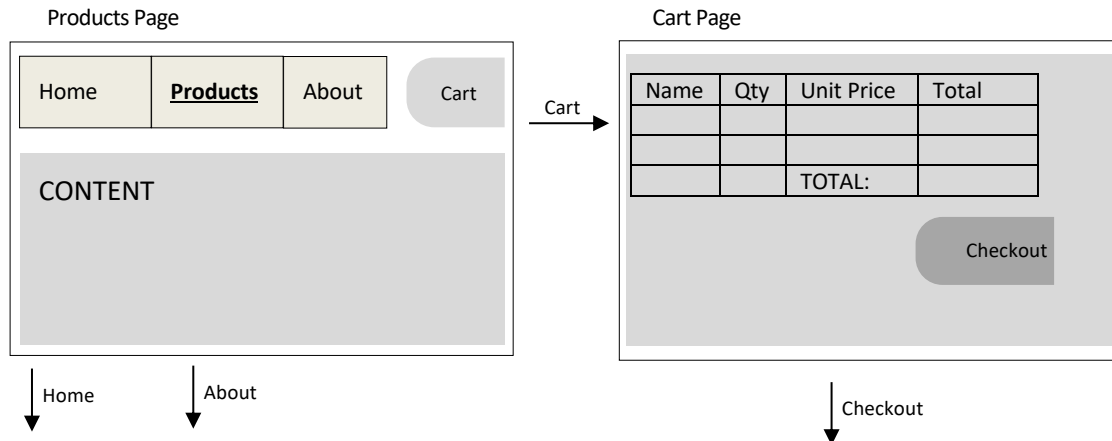 Products Page
Home Products About Cart
CONTENT
Home
About
Cart
Cart Page
Name Qty Unit Price Total
TOTAL:
Checkout
Checkout